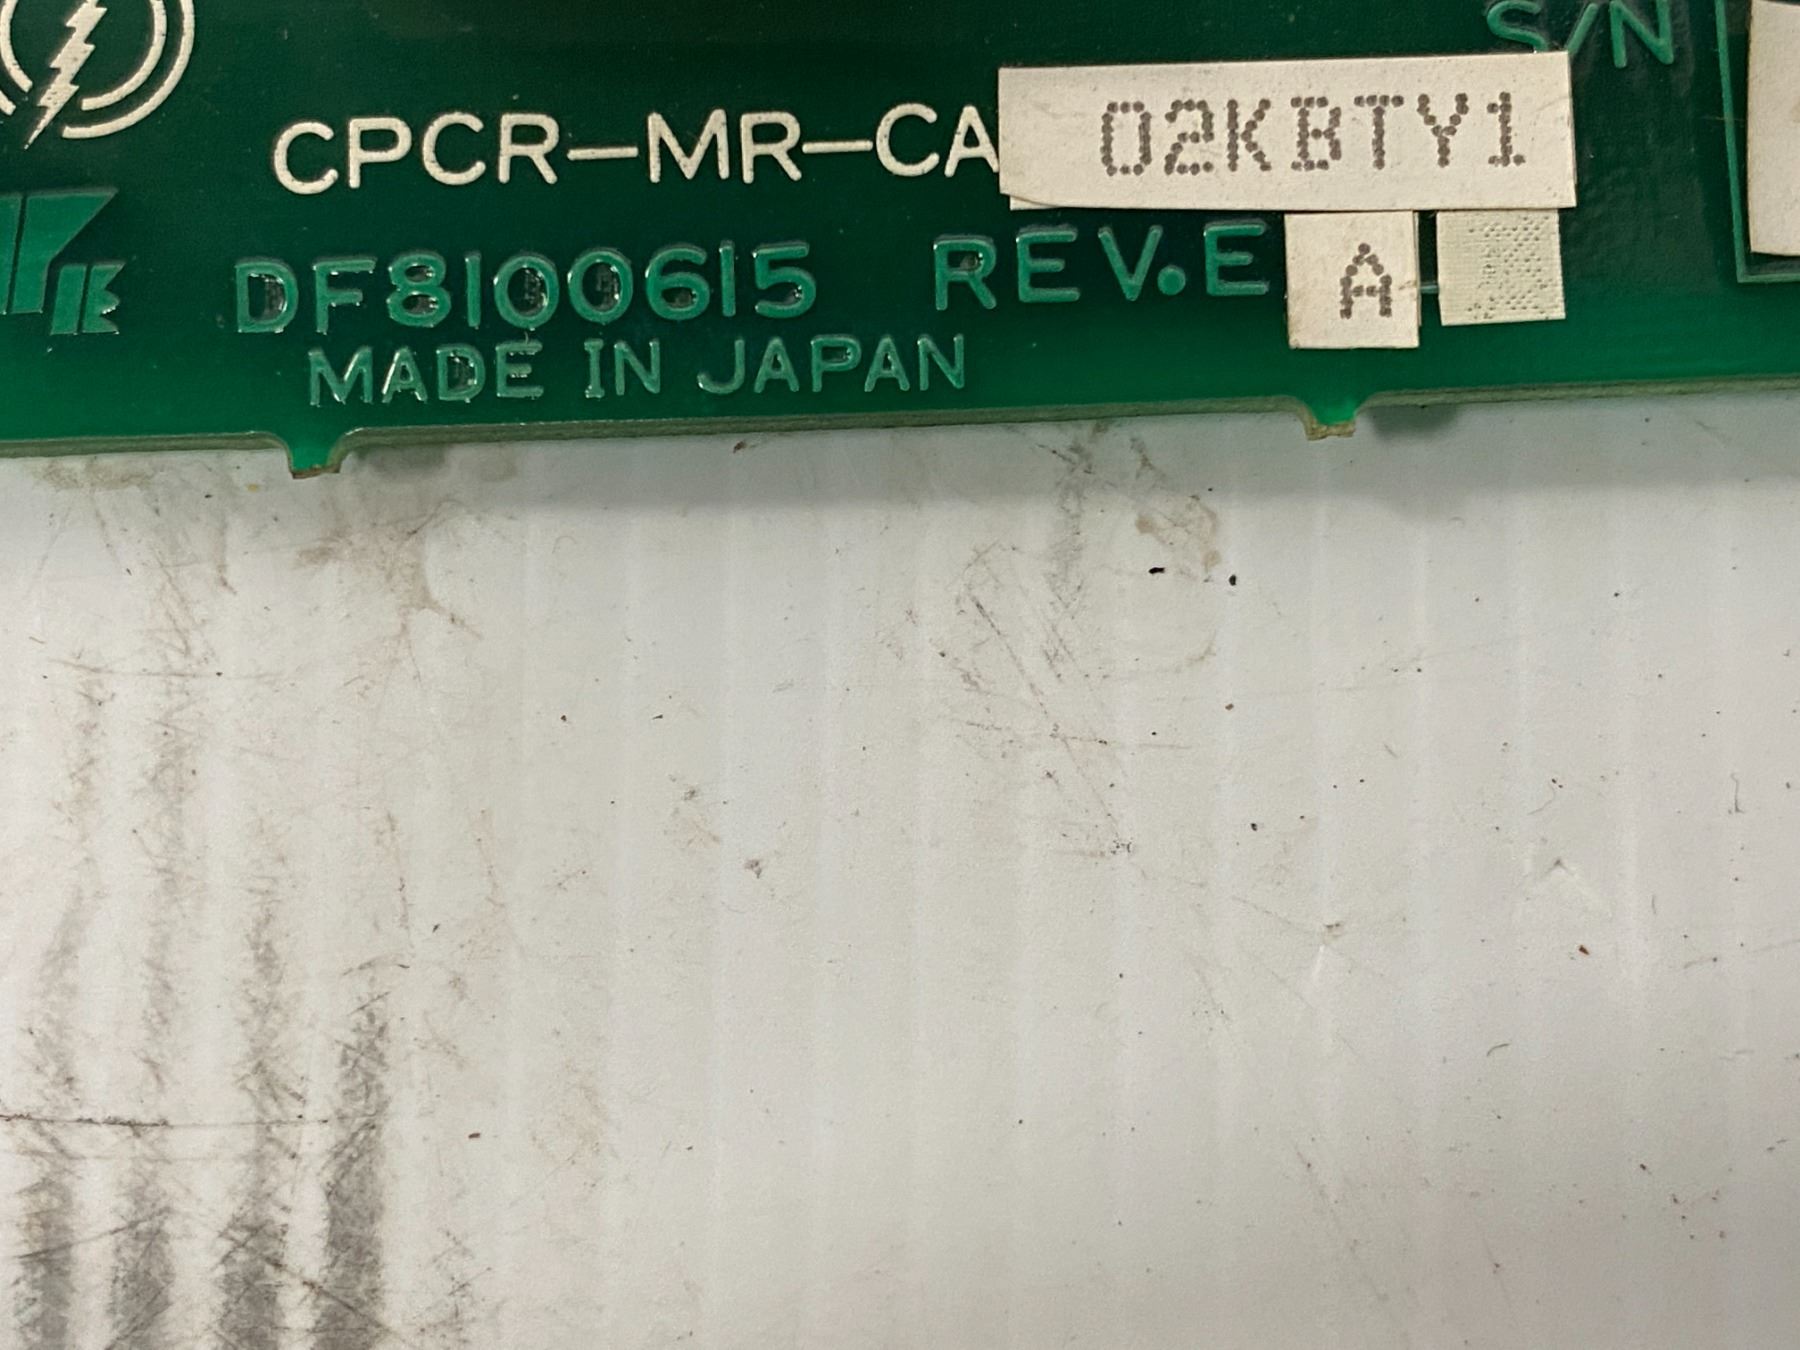 S/N
CPCR-MR-CA 02KBTY1
DF8100615 REV.E A
MADE IN JAPAN